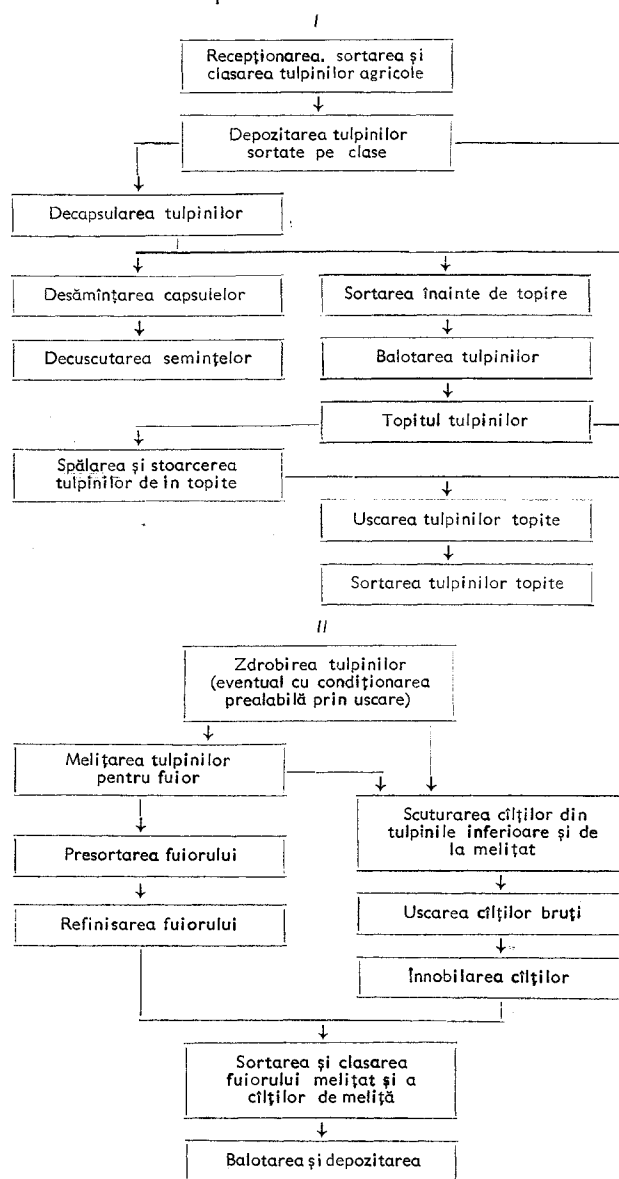 I
Recepționarea, sortarea și
clasarea tulpinilor agricole
Depozitarea tulpinilor
sortate pe clase
Decapsularea tulpinilor
Desămînțarea capsulelor
Sortarea înainte de topire
Decuscutarea semințelor
Balotarea tulpinilor
Topitul tulpinilor
Spălarea și stoarcerea
tulpinilor de in topite
Uscarea tulpinilor topite
Sortarea tulpinilor topite
II
Zdrobirea tulpinilor
(eventual cu condiționarea
prealabilă prin uscare)
Melițarea tulpinilor
pentru fuior
Scuturarea cîlților din
tulpinile inferioare și de
la melițat
Presortarea fuiorului
Uscarea cîlților bruți
Refinisarea fuiorului
Înnobilarea cîlților
Sortarea și clasarea
fuiorului melițat și a
cîlților de meliță
Balotarea și depozitarea